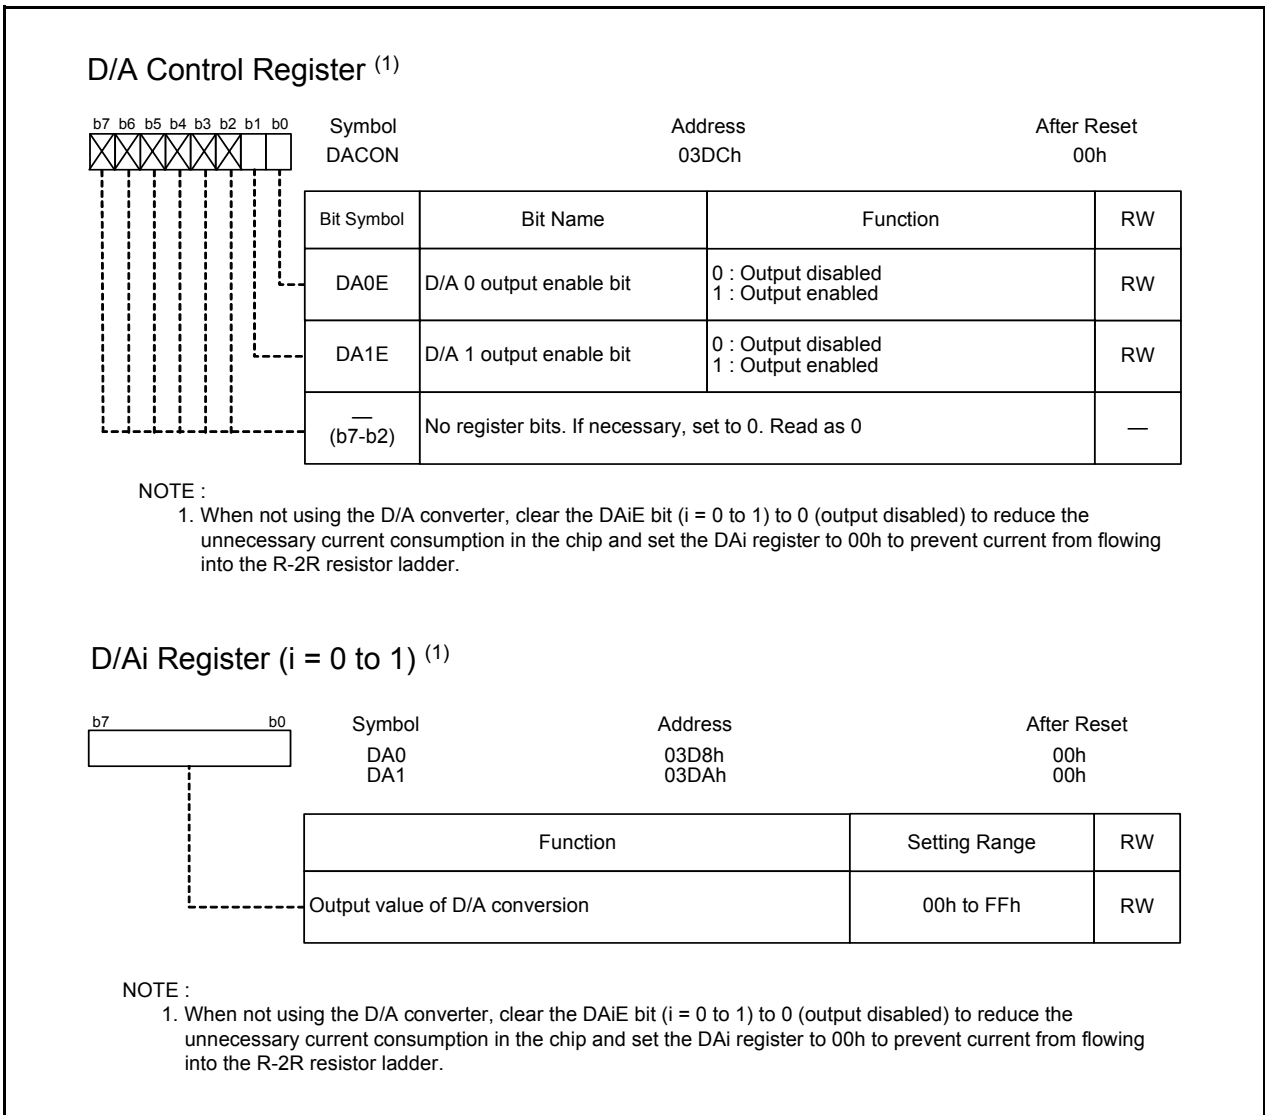 D/A Control Register (1)
b7 b6 b5 b4 b3 b2 b1 b0
Symbol Address After Reset
DACON 03DCh 00h
Bit Symbol Bit Name Function RW
DA0E D/A 0 output enable bit 0 : Output disabled
1 : Output enabled RW
DA1E D/A 1 output enable bit 0 : Output disabled
1 : Output enabled RW
—
(b7-b2) No register bits. If necessary, set to 0. Read as 0 —
NOTE :
1. When not using the D/A converter, clear the DAiE bit (i = 0 to 1) to 0 (output disabled) to reduce the
unnecessary current consumption in the chip and set the DAi register to 00h to prevent current from flowing
into the R-2R resistor ladder.
D/Ai Register (i = 0 to 1) (1)
b7 b0
Symbol Address After Reset
DA0 03D8h 00h
DA1 03DAh 00h
Function Setting Range RW
Output value of D/A conversion 00h to FFh RW
NOTE :
1. When not using the D/A converter, clear the DAiE bit (i = 0 to 1) to 0 (output disabled) to reduce the
unnecessary current consumption in the chip and set the DAi register to 00h to prevent current from flowing
into the R-2R resistor ladder.